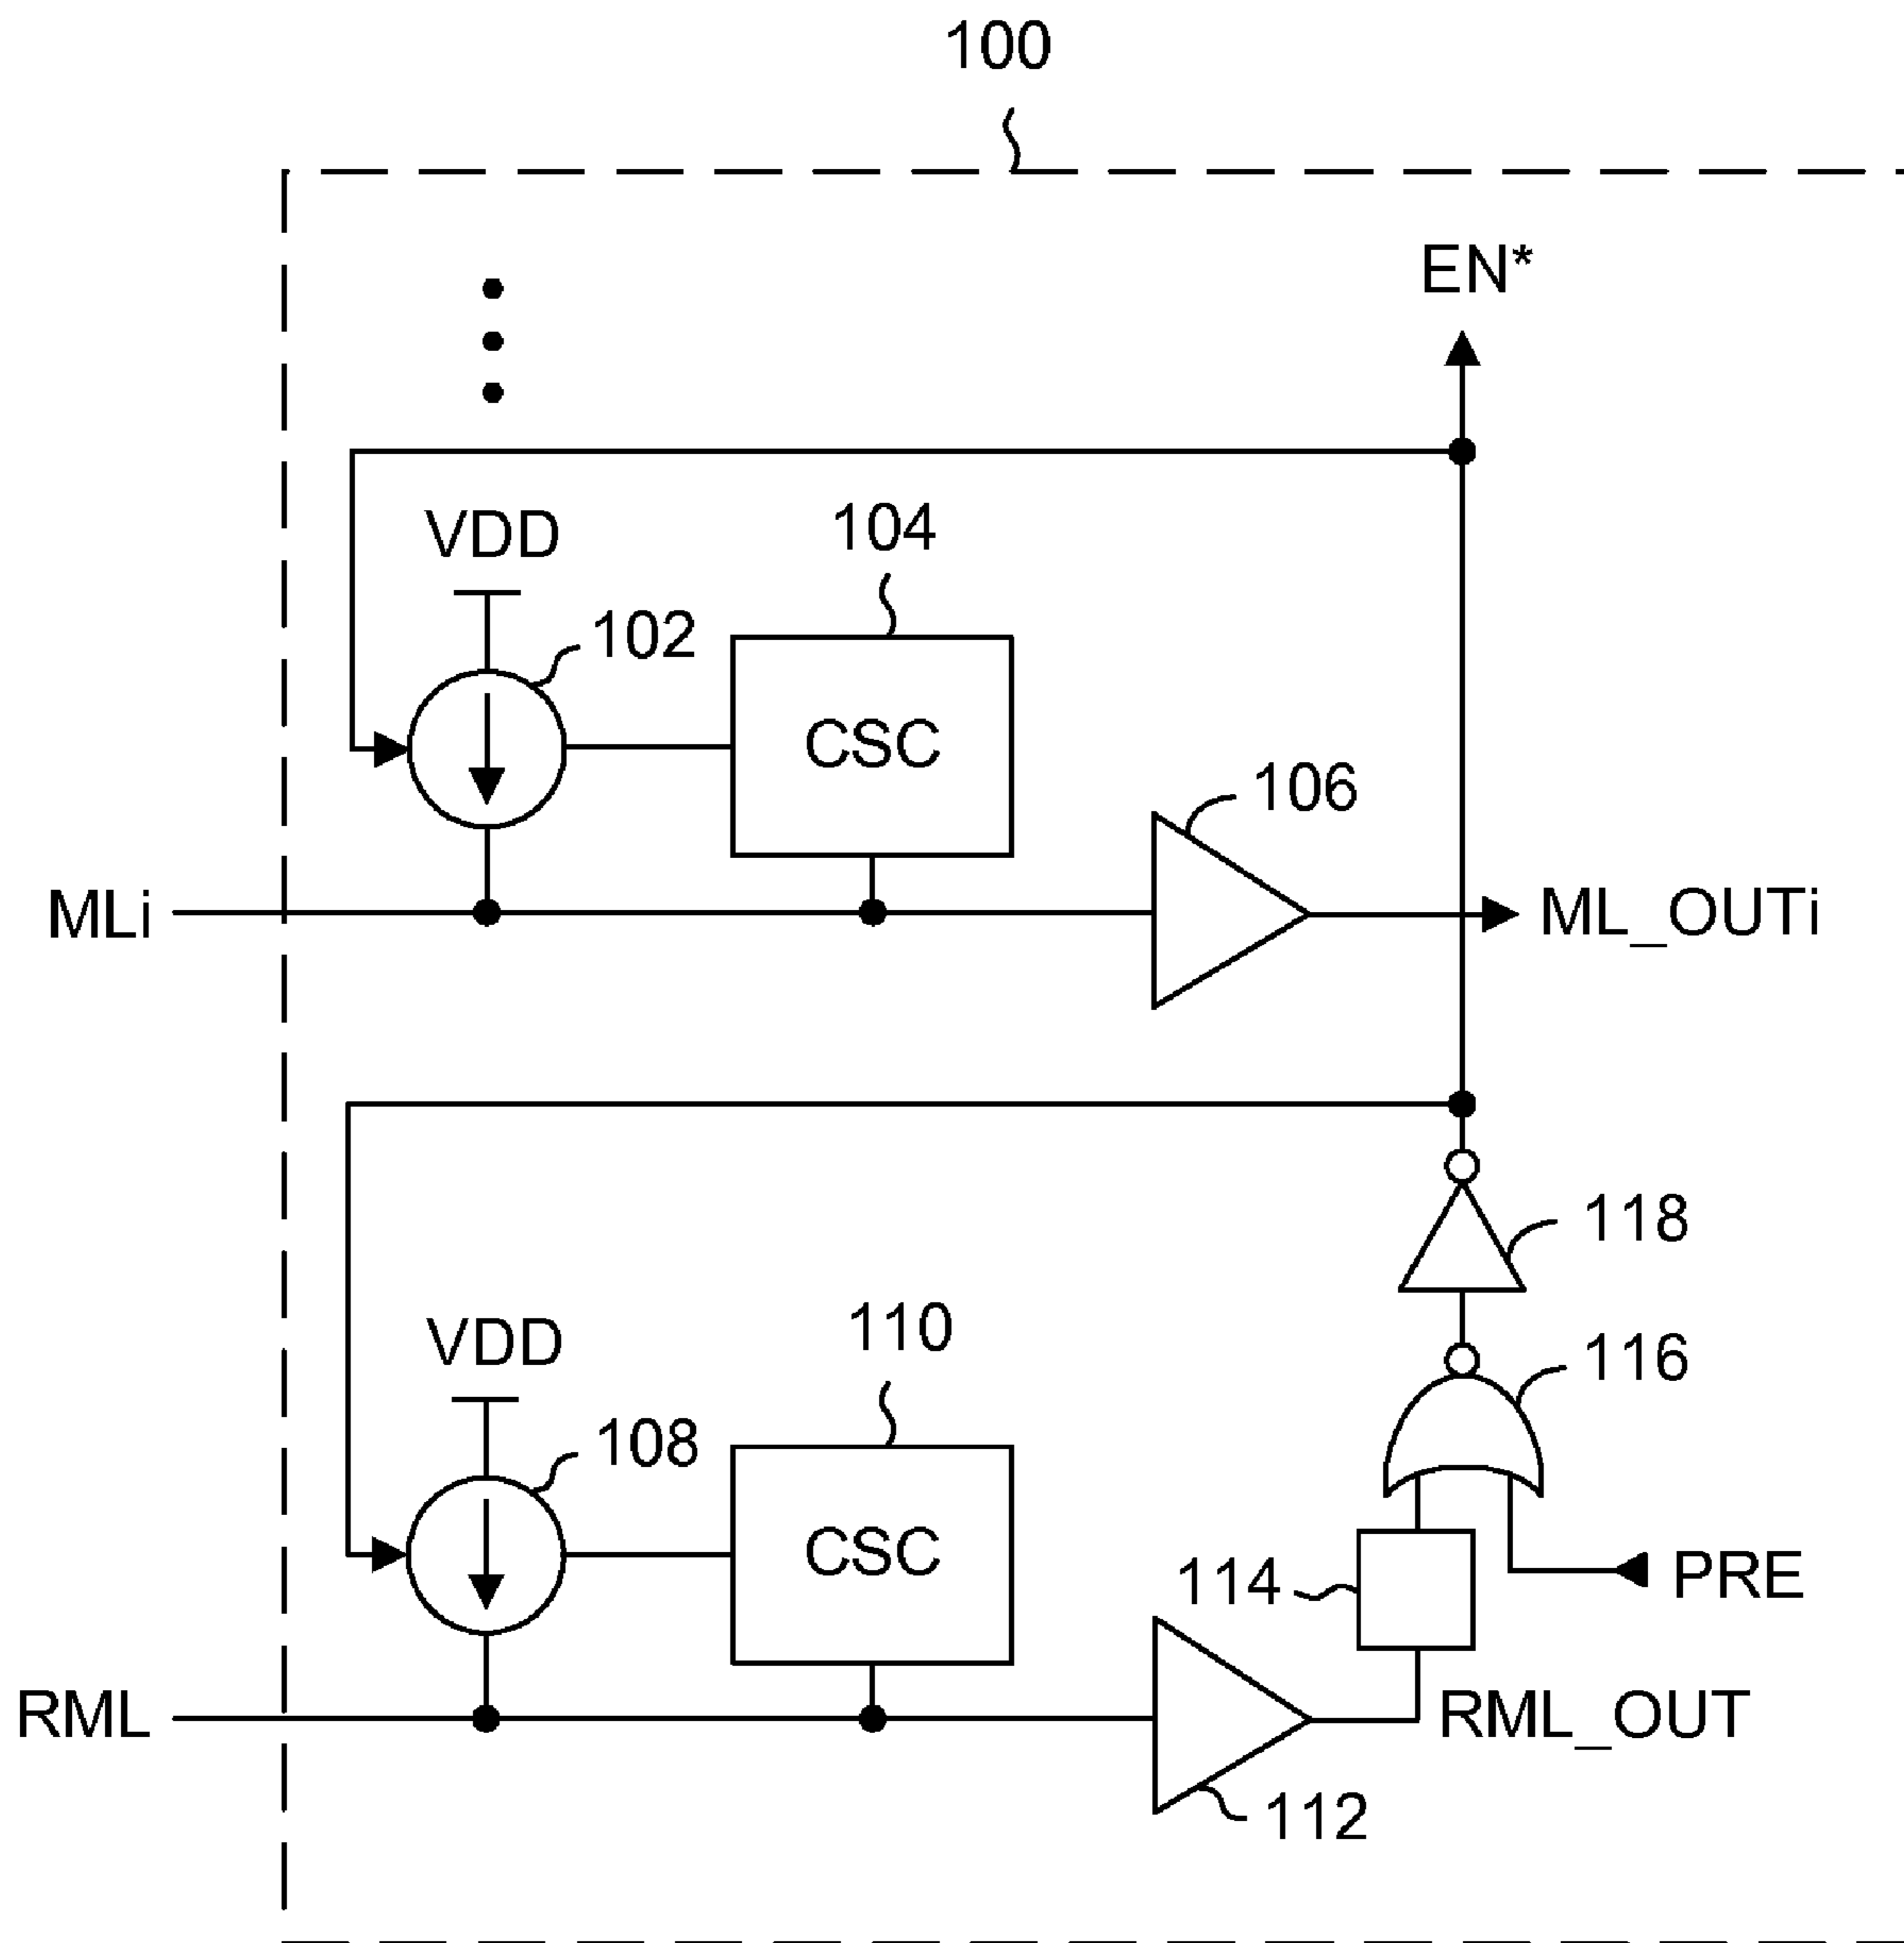 100
EN*
VDD
104
102
CSC
106
MLi
ML_OUTi
118
110
116
VDD
108
CSC
114
PRE
RML
RML_OUT
112